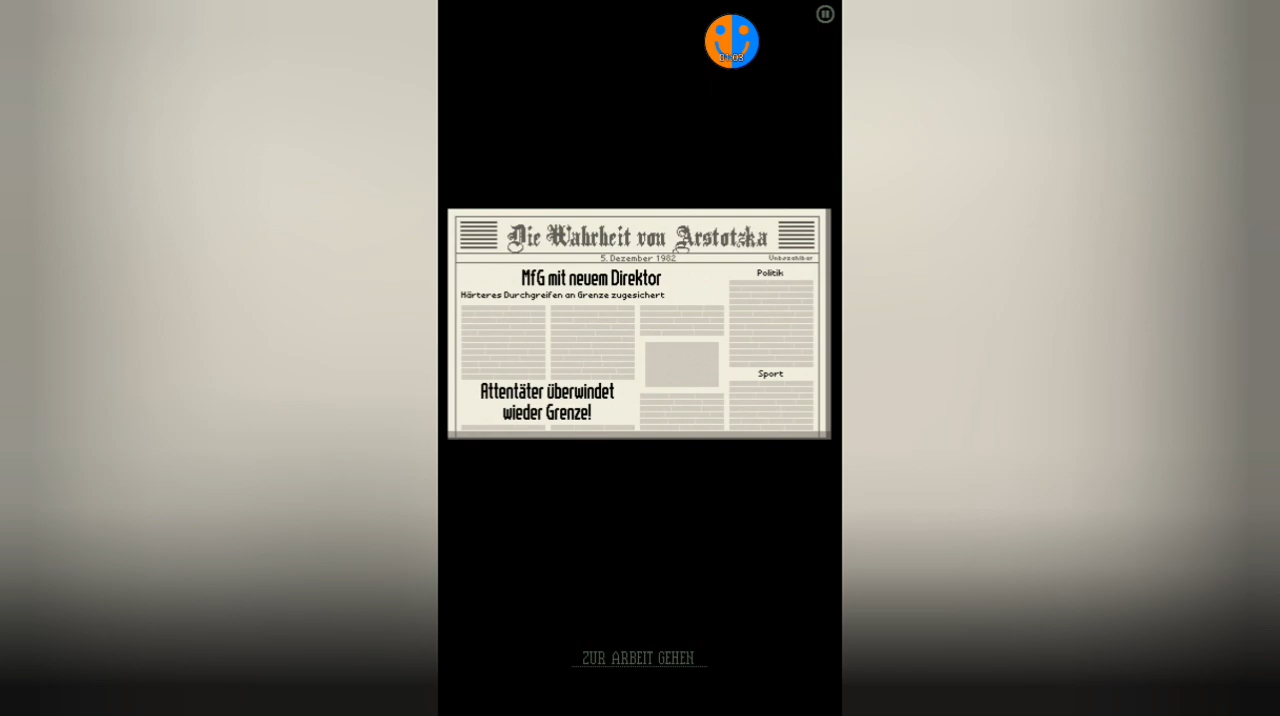 Die Wahrheit von Arstotzka
5. Dezember 1982
Unbezahlbar
MfG mit neuem Direktor
Härteres Durchgreifen an Grenze zugesichert
Politik
Sport
Attentäter überwindet
wieder Grenze!
ZUR ARBEIT GEHEN